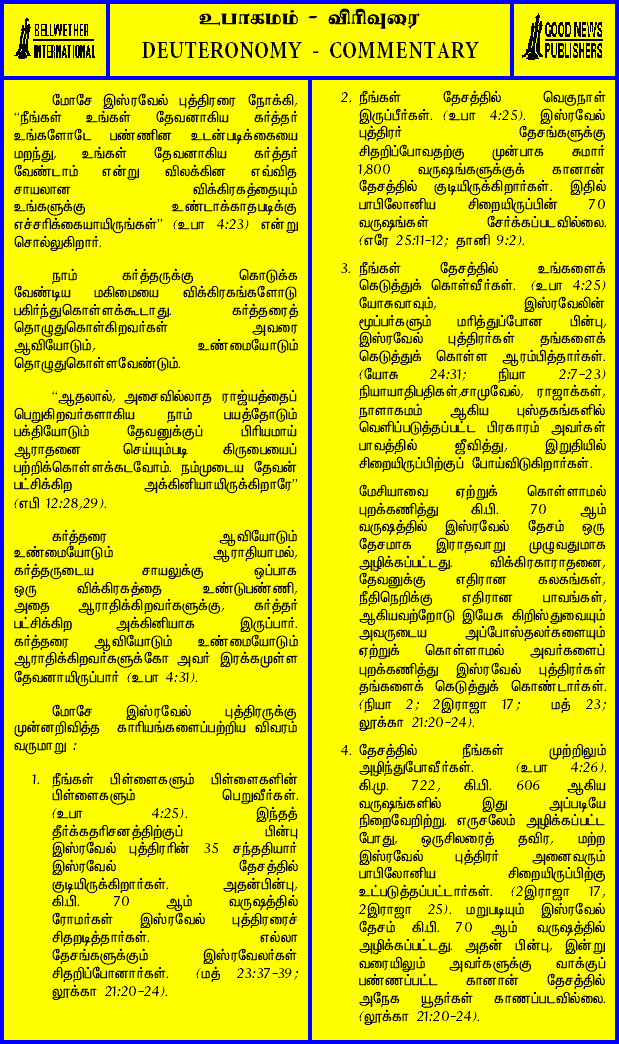 BELLWETHER
INTERNATIONAL
உபாகமம் - விரிவுரை
DEUTERONOMY - COMMENTARY
GOOD NEWS
PUBLISHERS
மோசே இஸ்ரவேல் புத்திரரை நோக்கி,
“நீங்கள் உங்கள் தேவனாகிய கர்த்தர்
உங்களோடே பண்ணின உடன்படிக்கையை
மறந்து, உங்கள் தேவனாகிய கர்த்தர்
வேண்டாம் என்று விலக்கின எவ்வித
சாயலான விக்கிரகத்தையும்
உங்களுக்கு உண்டாக்காதபடிக்கு
எச்சரிக்கையாயிருங்கள்” (உபா 4:23) என்று
சொல்லுகிறார்.
நாம் கர்த்தருக்கு கொடுக்க
வேண்டிய மகிமையை விக்கிரகங்களோடு
பகிர்ந்துகொள்ளக்கூடாது. கர்த்தரைத்
தொழுதுகொள்கிறவர்கள் அவரை
ஆவியோடும், உண்மையோடும்
தொழுதுகொள்ளவேண்டும்.
“ஆதலால், அசைவில்லாத ராஜ்யத்தைப்
பெறுகிறவர்களாகிய நாம் பயத்தோடும்
பக்தியோடும் தேவனுக்குப் பிரியமாய்
ஆராதனை செய்யும்படி கிருபையைப்
பற்றிக்கொள்ளக்கடவோம். நம்முடைய தேவன்
பட்சிக்கிற அக்கினியாயிருக்கிறாரே”
(எபி 12:28,29).
கர்த்தரை ஆவியோடும்
உண்மையோடும் ஆராதியாமல்,
கர்த்தருடைய சாயலுக்கு ஒப்பாக
ஒரு விக்கிரகத்தை உண்டுபண்ணி,
அதை ஆராதிக்கிறவர்களுக்கு, கர்த்தர்
பட்சிக்கிற அக்கினியாக இருப்பார்.
கர்த்தரை ஆவியோடும் உண்மையோடும்
ஆராதிக்கிறவர்களுக்கோ அவர் இரக்கமுள்ள
தேவனாயிருப்பார் (உபா 4:31).
மோசே இஸ்ரவேல் புத்திரருக்கு
முன்னறிவித்த காரியங்களைப்பற்றிய விவரம்
வருமாறு :
1. நீங்கள் பிள்ளைகளும் பிள்ளைகளின்
பிள்ளைகளும் பெறுவீர்கள்.
(உபா 4:25). இந்தத்
தீர்க்கதரிசனத்திற்குப் பின்பு
இஸ்ரவேல் புத்திரரின் 35 சந்ததியார்
இஸ்ரவேல் தேசத்தில்
குடியிருக்கிறார்கள். அதன்பின்பு,
கி.பி. 70 ஆம் வருஷத்தில்
ரோமர்கள் இஸ்ரவேல் புத்திரரைச்
சிதறடித்தார்கள். எல்லா
தேசங்களுக்கும் இஸ்ரவேலர்கள்
சிதறிப்போனார்கள். (மத் 23:37-39;
லூக்கா 21:20-24).
2. நீங்கள் தேசத்தில் வெகுநாள்
இருப்பீர்கள். (உபா 4:25). இஸ்ரவேல்
புத்திரர் தேசங்களுக்கு
சிதறிப்போவதற்கு முன்பாக சுமார்
1,800 வருஷங்களுக்குக் கானான்
தேசத்தில் குடியிருக்கிறார்கள். இதில்
பாபிலோனிய சிறையிருப்பின் 70
வருஷங்கள் சேர்க்கப்படவில்லை.
(எரே 25:11-12; தானி 9:2).
3. நீங்கள் தேசத்தில் உங்களைக்
கெடுத்துக் கொள்வீர்கள். (உபா 4:25)
யோசுவாவும், இஸ்ரவேலின்
மூப்பர்களும் மரித்துப்போன பின்பு,
இஸ்ரவேல் புத்திரர்கள் தங்களைக்
கெடுத்துக் கொள்ள ஆரம்பித்தார்கள்.
(யோசு 24:31; நியா 2:7-23)
நியாயாதிபதிகள்,சாமுவேல், ராஜாக்கள்,
நாளாகமம் ஆகிய புஸ்தகங்களில்
வெளிப்படுத்தப்பட்ட பிரகாரம் அவர்கள்
பாவத்தில் ஜீவித்து, இறுதியில்
சிறையிருப்பிற்குப் போய்விடுகிறார்கள்.
மேசியாவை ஏற்றுக் கொள்ளாமல்
புறக்கணித்து கி.பி. 70 ஆம்
வருஷத்தில் இஸ்ரவேல் தேசம் ஒரு
தேசமாக இராதவாறு முழுவதுமாக
அழிக்கப்பட்டது. விக்கிரகாராதனை,
தேவனுக்கு எதிரான கலகங்கள்,
நீதிநெறிக்கு எதிரான பாவங்கள்,
ஆகியவற்றோடு இயேசு கிறிஸ்துவையும்
அவருடைய அப்போஸ்தலர்களையும்
ஏற்றுக் கொள்ளாமல் அவர்களைப்
புறக்கணித்து இஸ்ரவேல் புத்திரர்கள்
தங்களைக் கெடுத்துக் கொண்டார்கள்.
(நியா 2; 2இராஜா 17; மத் 23;
லூக்கா 21:20-24).
4. தேசத்தில் நீங்கள் முற்றிலும்
அழிந்துபோவீர்கள். (உபா 4:26).
கி.மு. 722, கி.பி. 606 ஆகிய
வருஷங்களில் இது அப்படியே
நிறைவேறிற்று. எருசலேம் அழிக்கப்பட்ட
போது, ஒருசிலரைத் தவிர, மற்ற
இஸ்ரவேல் புத்திரர் அனைவரும்
பாபிலோனிய சிறையிருப்பிற்கு
உட்படுத்தப்பட்டார்கள். (2இராஜா 17,
2இராஜா 25). மறுபடியும் இஸ்ரவேல்
தேசம் கி.பி. 70 ஆம் வருஷத்தில்
அழிக்கப்பட்டது. அதன் பின்பு, இன்று
வரையிலும் அவர்களுக்கு வாக்குப்
பண்ணப்பட்ட கானான் தேசத்தில்
அநேக யூதர்கள் காணப்படவில்லை.
(லூக்கா 21:20-24).